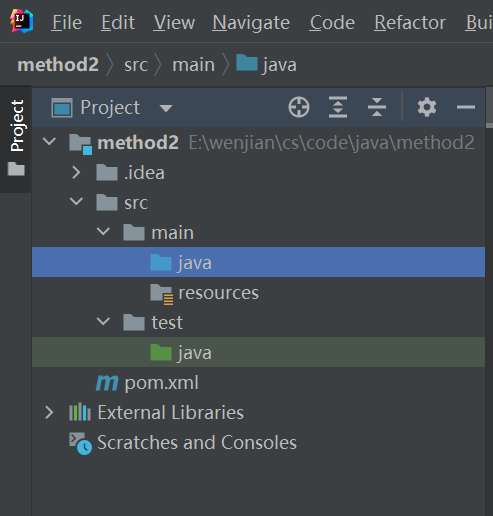 File Edit View Navigate Code Refactor Bui
method2 src main java
Project
Project
method2 E:\wenjian\cs\code\java\method2
.idea
src
main
java
resources
test
java
m pom.xml
External Libraries
Scratches and Consoles